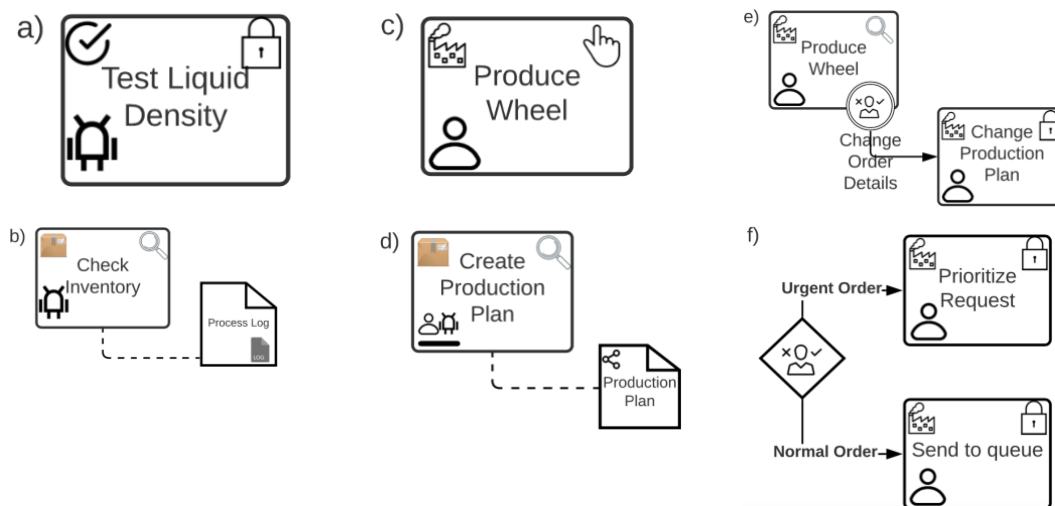 a)
Test Liquid
Density
b)
Check
Inventory
Process Log
LOG
c)
Produce
Wheel
d)
Create
Production
Plan
Production
Plan
e)
Produce
Wheel
Change
Order
Details
Change
Production
Plan
f)
Urgent Order
Prioritize
Request
Normal Order
Send to queue